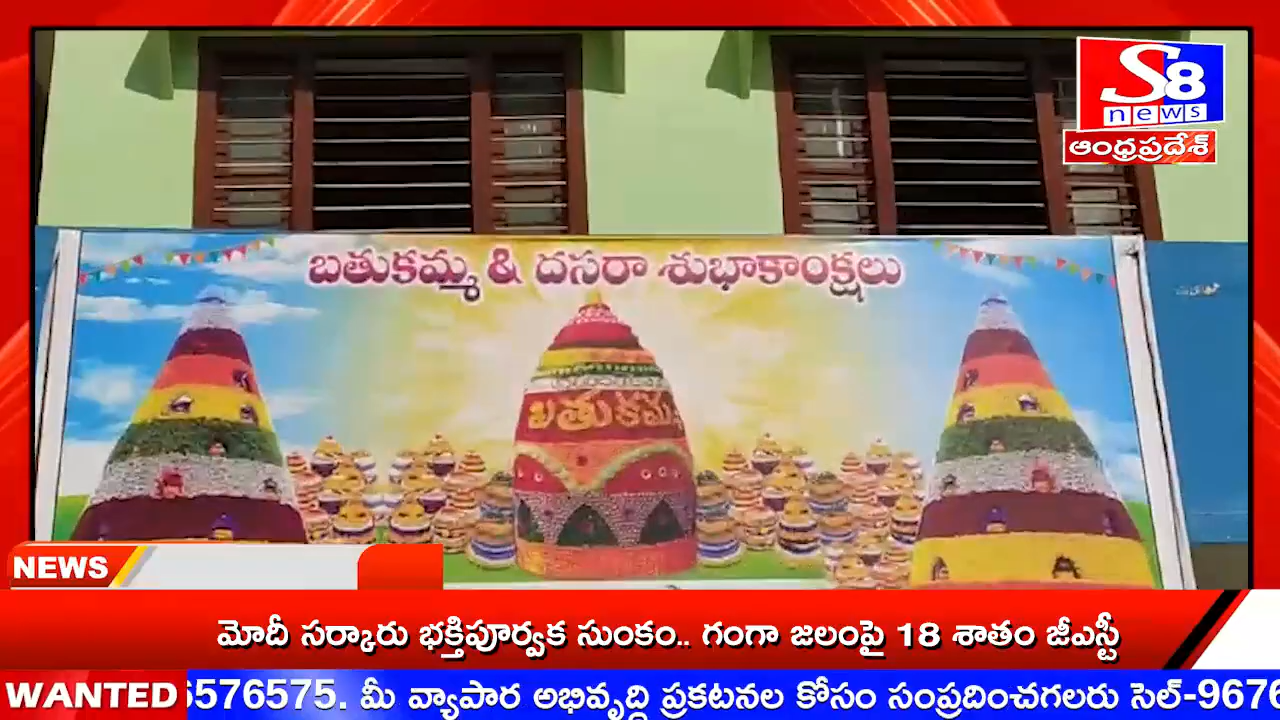 S8
news
ఆంధ్రప్రదేశ్
బతుకమ్మ & దసరా శుభాకాంక్షలు
బతుకమ్మ
NEWS
మోదీ సర్కారు భక్తిపూర్వక సుంకం.. గంగా జలంపై 18 శాతం జీఎస్టీ
WANTED 6576575. మీ వ్యాపార అభివృద్ది ప్రకటనల కోసం సంప్రదించగలరు సెల్-9676